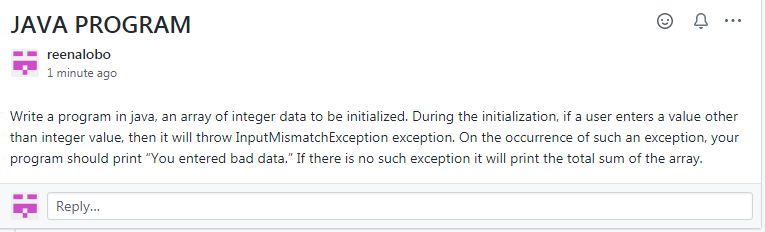 JAVA PROGRAM
reenalobo
1 minute ago
Write a program in java, an array of integer data to be initialized. During the initialization, if a user enters a value other
than integer value, then it will throw InputMismatchException exception. On the occurrence of such an exception, your
program should print “You entered bad data.” If there is no such exception it will print the total sum of the array.
Reply...